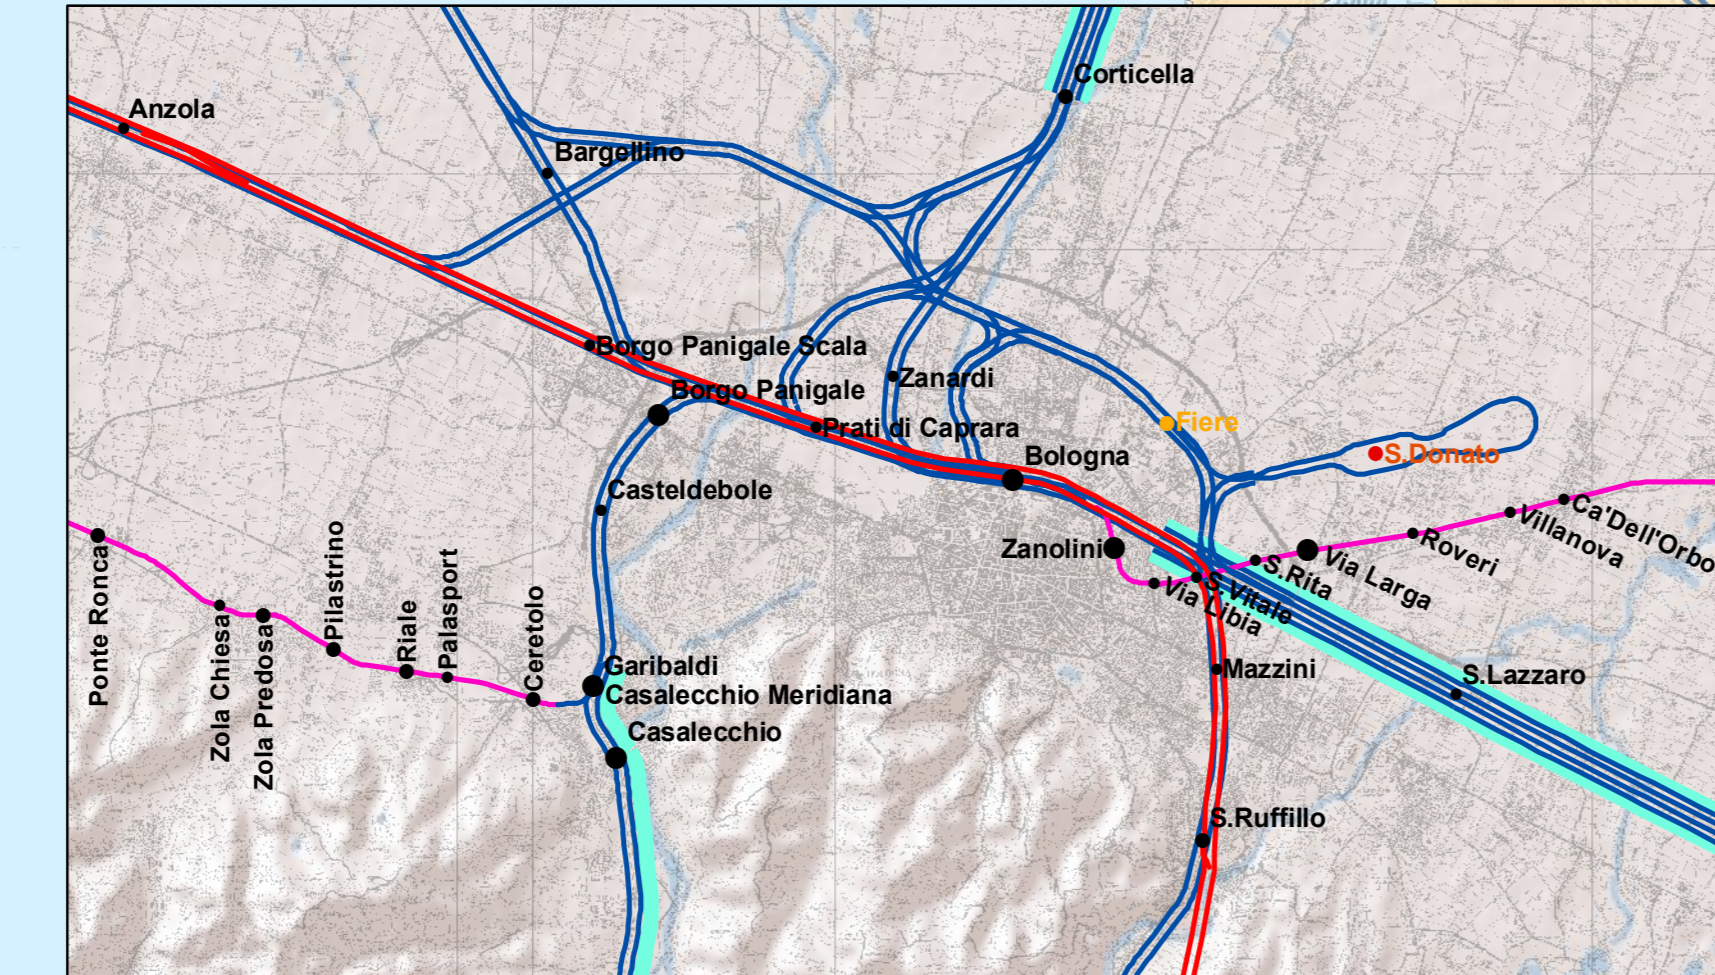 Corticella
Anzola
Bargellino
Borgo Panigale Scala
Zanardi
Borgo Panigale
Fiere
Prati di Caprara
Bologna
S.Donato
Casteldebole
Ca'Dell'Orbo
Villanova
Roveri
Zanolini
Via Larga
S.Rita
S.Vitale
Via Libia
Ponte Ronca
Zola Chiesa
Zola Predosa
Pilastrino
Riale
Palasport
Ceretolo
Garibaldi
Casalecchio Meridiana
Mazzini
S.Lazzaro
Casalecchio
S.Ruffillo